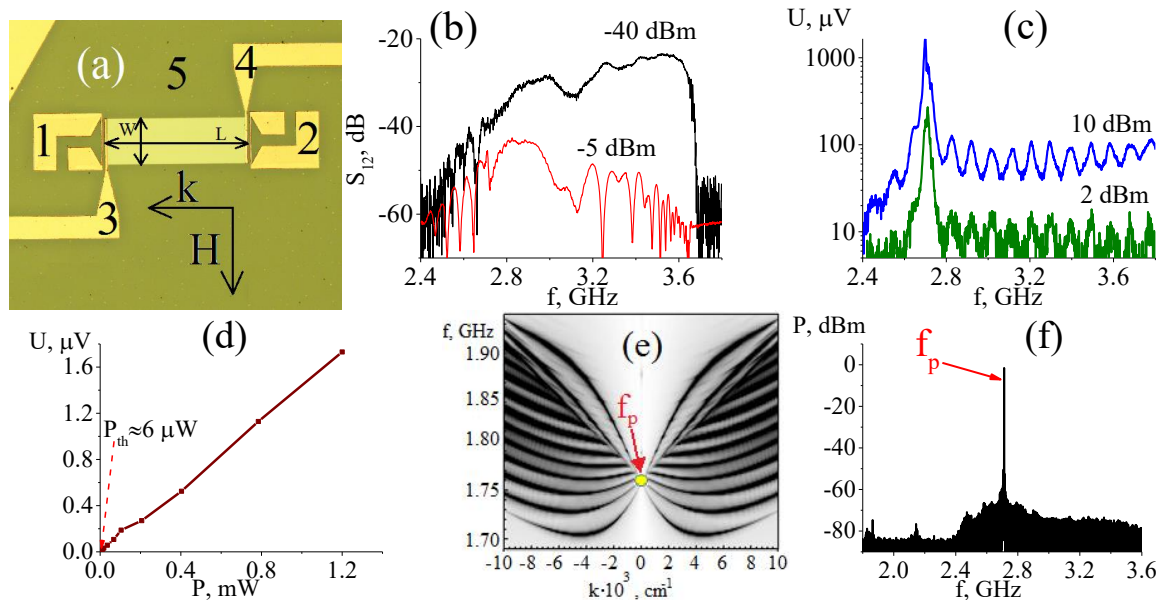 (a)
5
4
1
W
L
2
k
3
H
(b)
-40 dBm
-5 dBm
S12, dB
-20
-40
-60
2.4 2.8 3.2 3.6
f, GHz
U, μV
(c)
1000
100
10
10 dBm
2 dBm
2.4 2.8 3.2 3.6
f, GHz
U, μV
(d)
1.6
1.2
0.8
0.4
0.0
Pth≈6 μW
0.0 0.4 0.8 1.2
P, mW
f, GHz
(e)
1.90
1.85
1.80
1.75
1.70
fp
-10 -8 -6 -4 -2 0 2 4 6 8 10
k·10³, cm⁻¹
P, dBm
(f)
fp
0
-20
-40
-60
-80
1.8 2.4 3.0 3.6
f, GHz